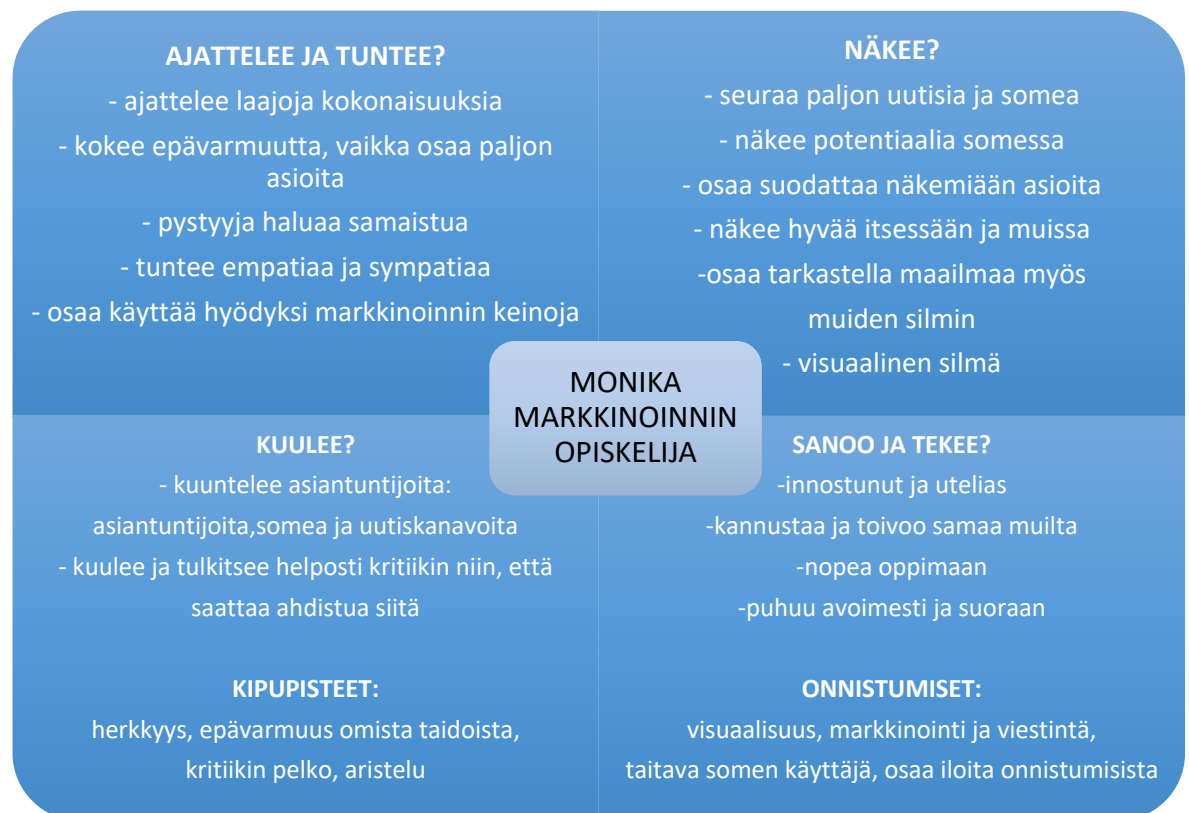 AJATTELEE JA TUNTEE?
- ajattelee laajoja kokonaisuuksia
- kokee epävarmuutta, vaikka osaa paljon
asioita
- pystyyja haluaa samaistua
- tuntee empatiaa ja sympatiaa
- osaa käyttää hyödyksi markkinoinnin keinoja
NÄKEE?
- seuraa paljon uutisia ja somea
- näkee potentiaalia somessa
- osaa suodattaa näkemiään asioita
- näkee hyvää itsessään ja muissa
-osaa tarkastella maailmaa myös
muiden silmin
- visuaalinen silmä
MONIKA
MARKKINOINNIN
OPISKELIJA
KUULEE?
- kuuntelee asiantuntijoita:
asiantuntijoita,somea ja uutiskanavoita
- kuulee ja tulkitsee helposti kritiikin niin, että
saattaa ahdistua siitä
KIPUPISTEET:
herkkyys, epävarmuus omista taidoista,
kritiikin pelko, aristelu
SANOO JA TEKEE?
-innostunut ja utelias
-kannustaa ja toivoo samaa muilta
-nopea oppimaan
-puhuu avoimesti ja suoraan
ONNISTUMISET:
visuaalisuus, markkinointi ja viestintä,
taitava somen käyttäjä, osaa iloita onnistumisista